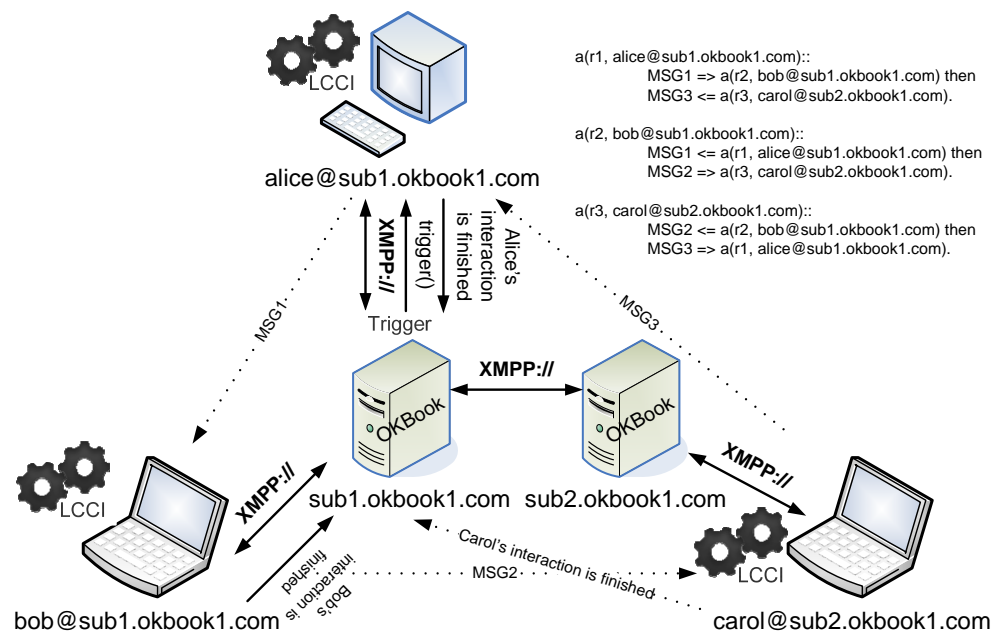 LCCI
alice@sub1.okbook1.com
a(r1, alice@sub1.okbook1.com)::
MSG1 => a(r2, bob@sub1.okbook1.com) then
MSG3 <= a(r3, carol@sub2.okbook1.com).
a(r2, bob@sub1.okbook1.com)::
MSG1 <= a(r1, alice@sub1.okbook1.com) then
MSG2 => a(r3, carol@sub2.okbook1.com).
a(r3, carol@sub2.okbook1.com)::
MSG2 <= a(r2, bob@sub1.okbook1.com) then
MSG3 => a(r1, alice@sub1.okbook1.com).
XMPP://
trigger()
Alice's
interaction
is finished
MSG1
MSG3
Trigger
XMPP://
OKBook
OKBook
sub1.okbook1.com
sub2.okbook1.com
LCCI
XMPP://
XMPP://
LCCI
Bob's
interaction is
finished
MSG2
Carol's interaction is finished
bob@sub1.okbook1.com
carol@sub2.okbook1.com